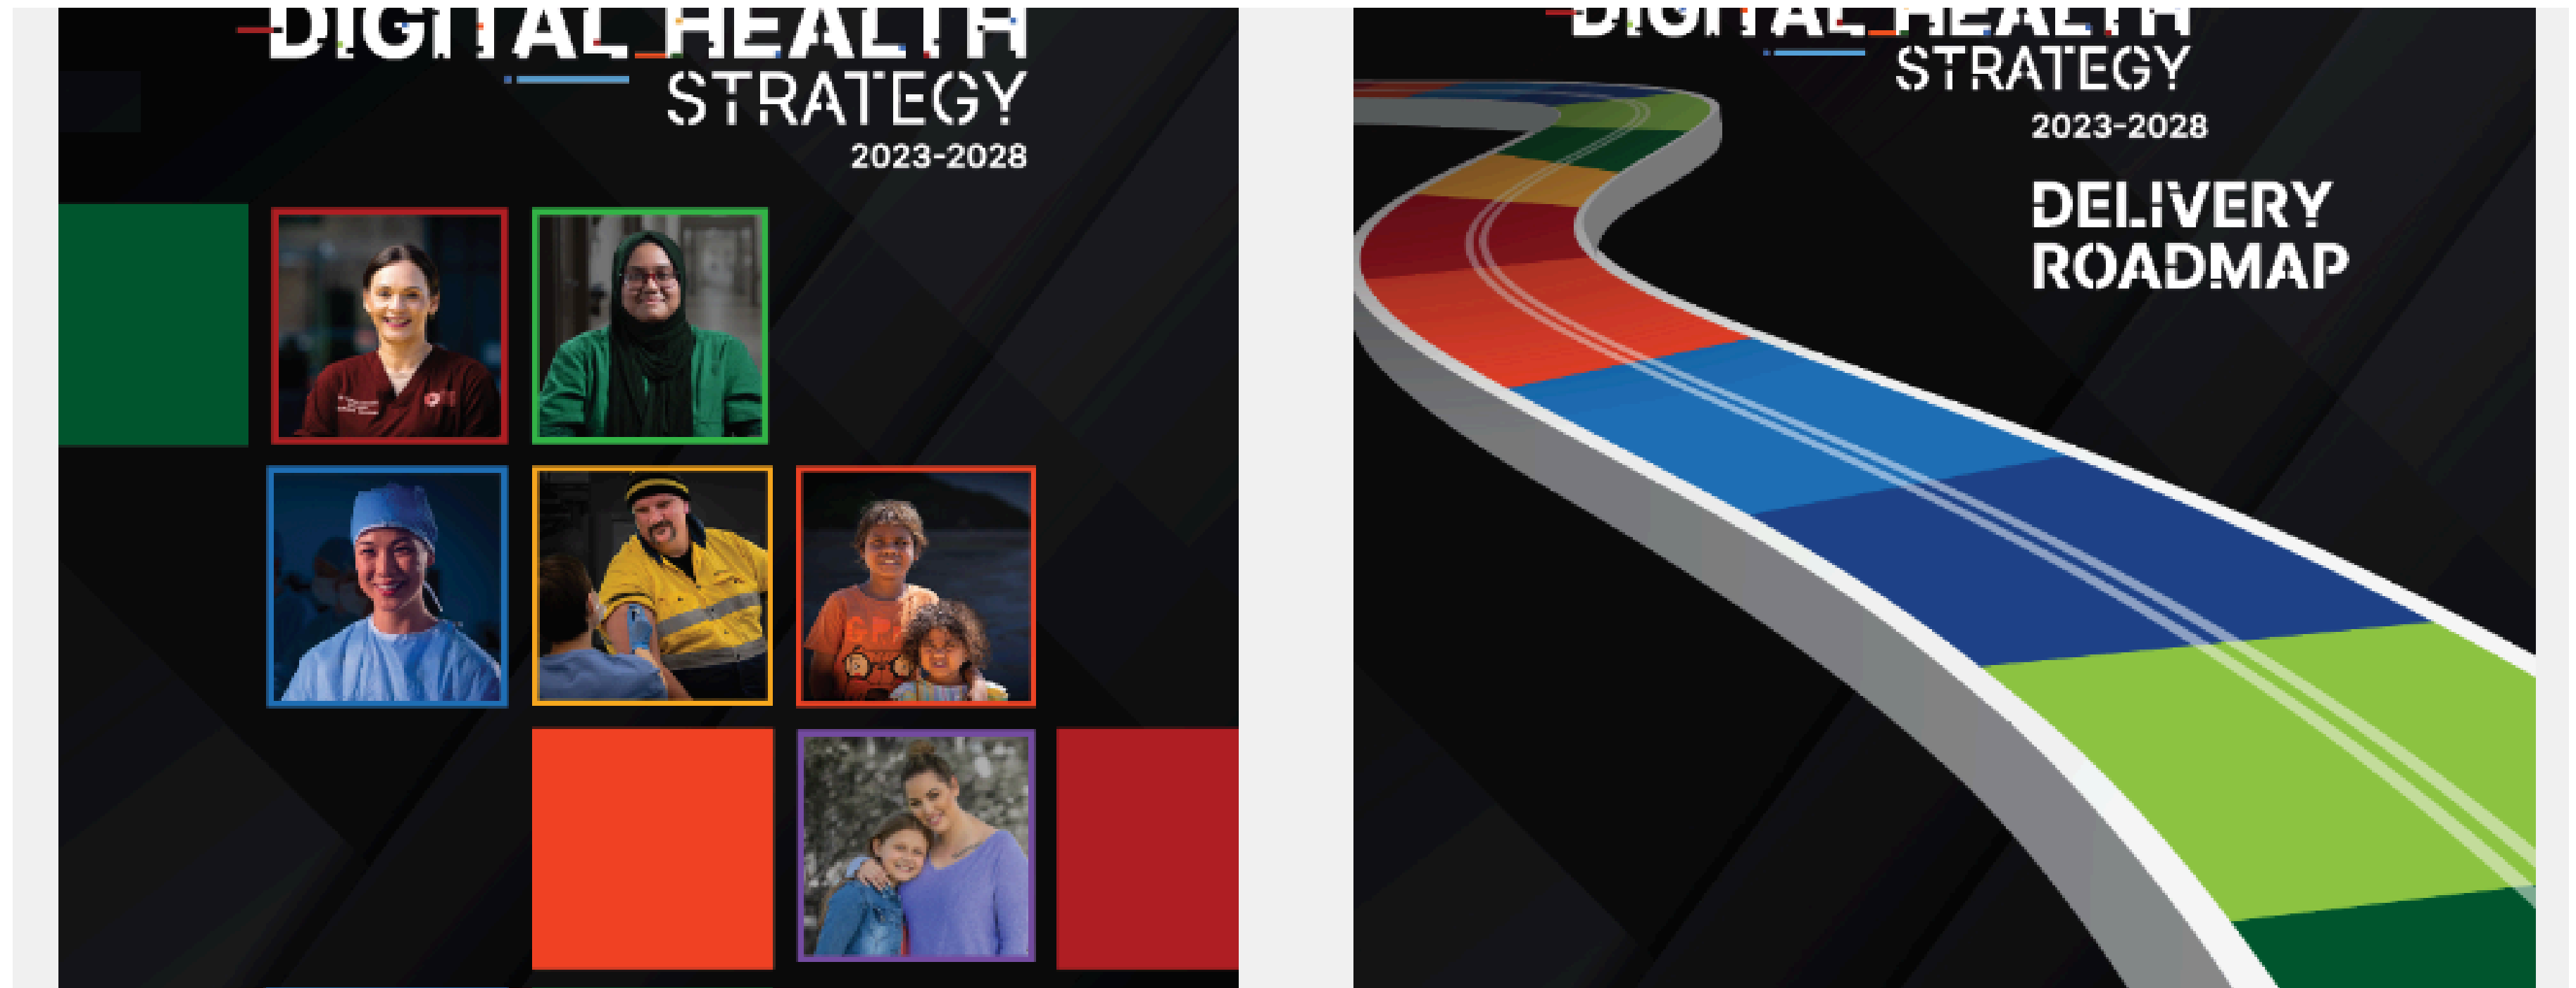 DIGITAL HEALTH
STRATEGY
2023-2028
DIGITAL HEALTH
STRATEGY
2023-2028
DELIVERY
ROADMAP